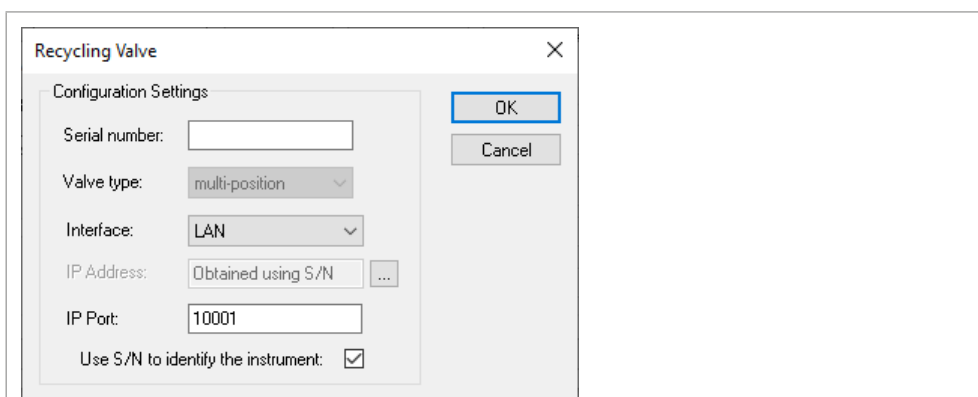 Recycling Valve
Configuration Settings
OK
Serial number:
Cancel
Valve type: multi-position
Interface: LAN
IP Address: Obtained using S/N ...
IP Port: 10001
Use S/N to identify the instrument: